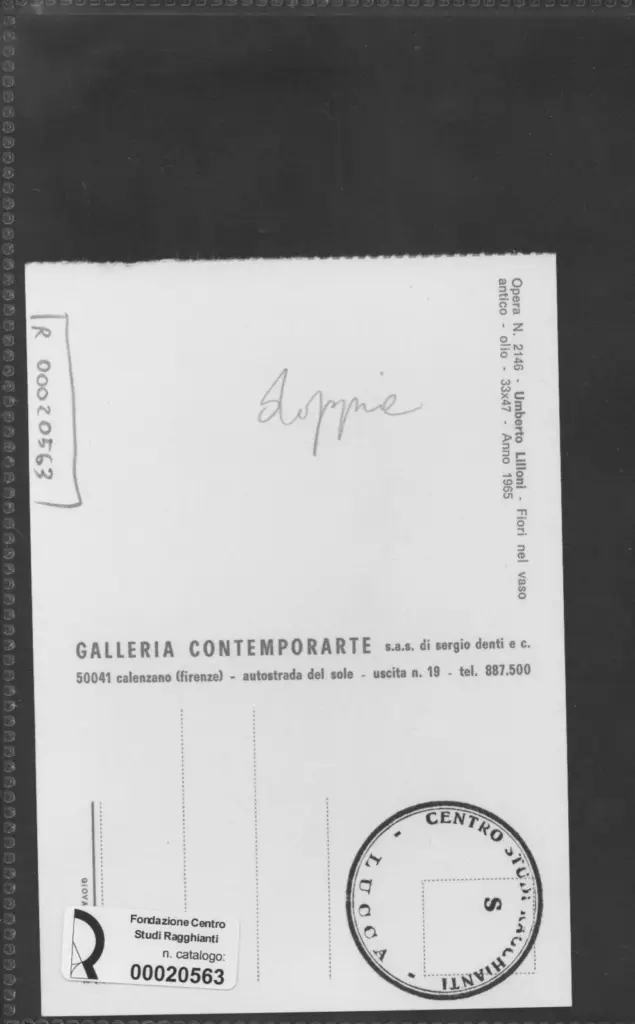 Opera N. 2146 - Umberto Lilloni - Fiori nel vaso
antico - olio - 33x47 - Anno 1965
R 00020563
doppie
GALLERIA CONTEMPORARTE s.a.s. di sergio denti e c.
50041 calenzano (firenze) - autostrada del sole - uscita n. 19 - tel. 887.500
CENTRO STUDI RAGGHIANTI - LUCCA -
S
GIOVA
Fondazione Centro
Studi Ragghianti
n. catalogo:
00020563